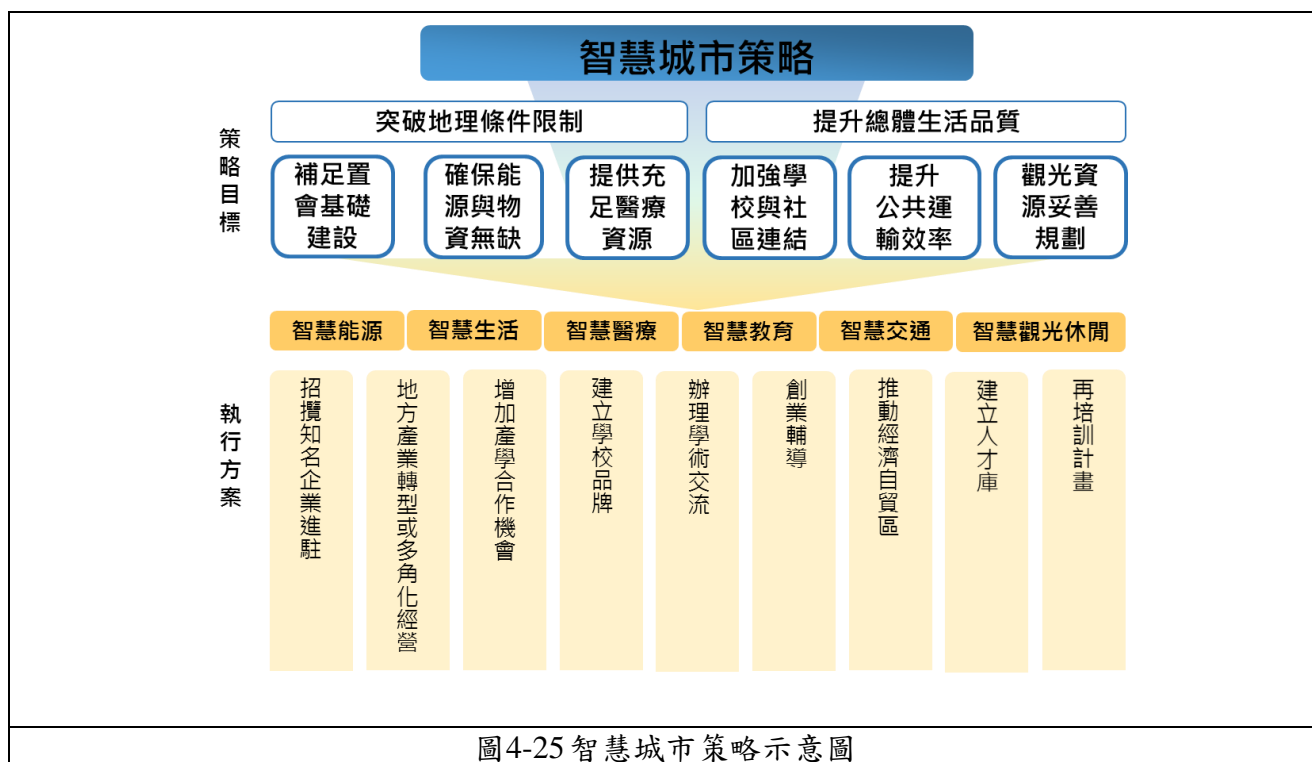 智慧城市策略
策略目標
突破地理條件限制
提升總體生活品質
補足置
會基礎
建設
確保能
源與物
資無缺
提供充
足醫療
資源
加強學
校與社
區連結
提升
公共運
輸效率
觀光資
源妥善
規劃
智慧能源
智慧生活
智慧醫療
智慧教育
智慧交通
智慧觀光休閒
執行方案
招攬知名企業進駐
地方產業轉型或多角化經營
增加產學合作機會
建立學校品牌
辦理學術交流
創業輔導
推動經濟自貿區
建立人才庫
再培訓計畫
圖4-25智慧城市策略示意圖